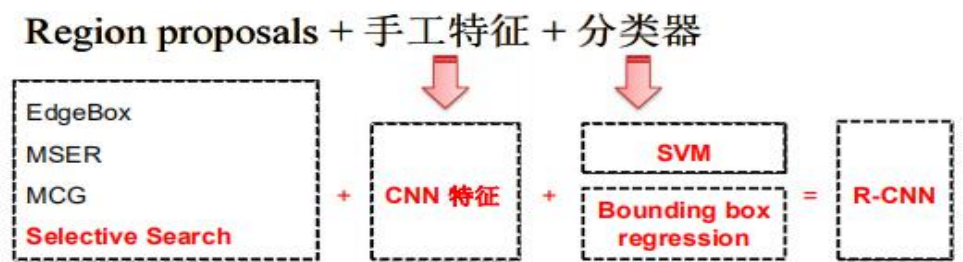 Region proposals + 手工特征 + 分类器
EdgeBox
MSER
MCG
Selective Search
+
CNN 特征
+
SVM
Bounding box
regression
=
R-CNN